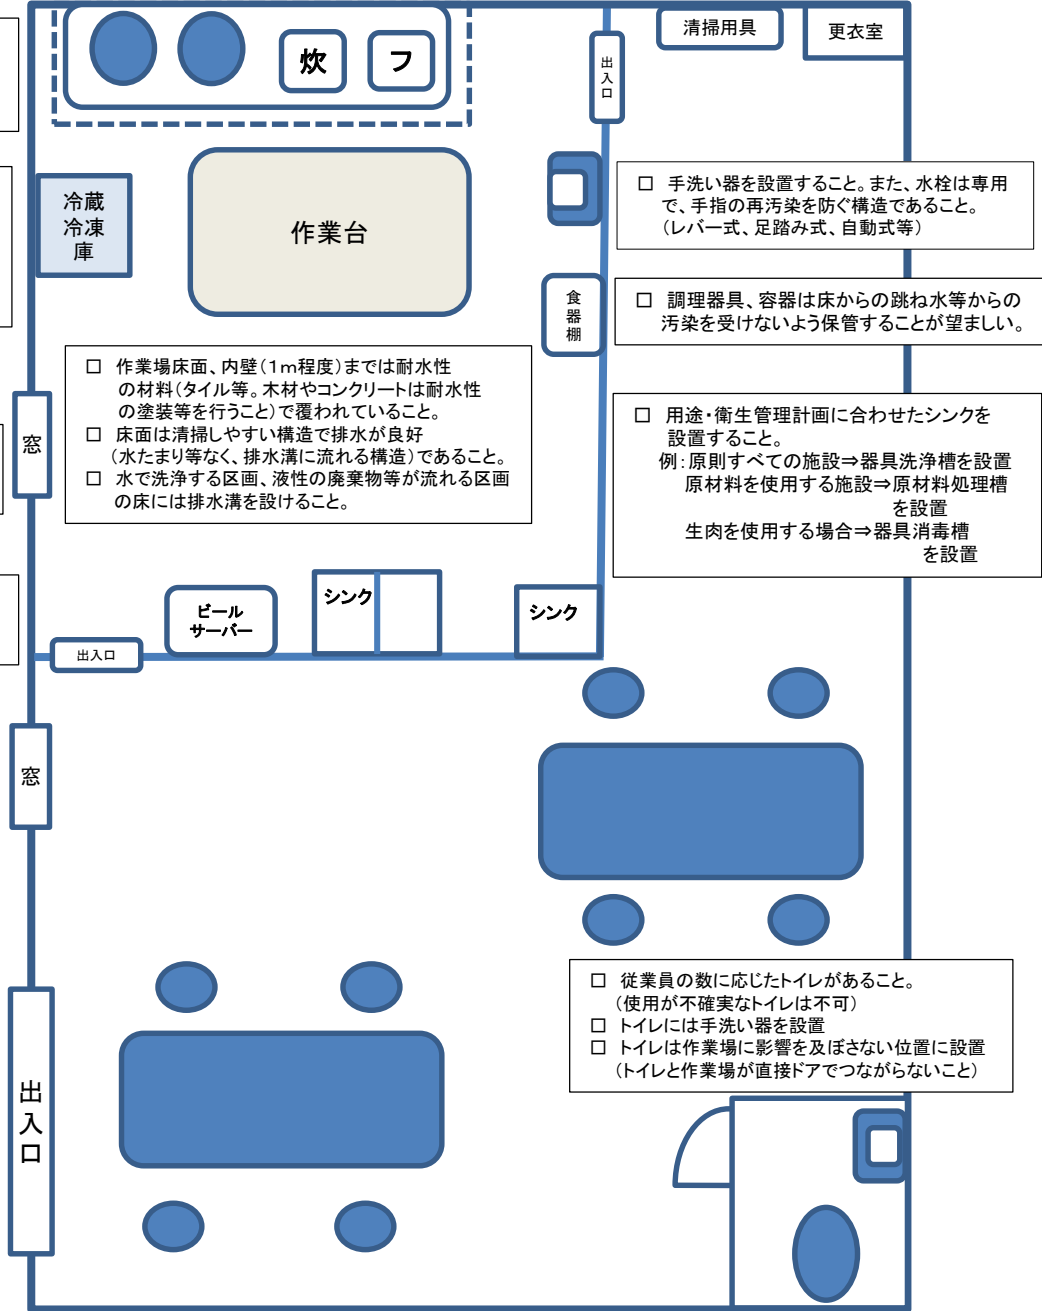 清掃用具
更衣室
炊
フ
出入口
冷蔵
冷凍
庫
作業台
□ 手洗い器を設置すること。また、水栓は専用
で、手指の再汚染を防ぐ構造であること。
(レバー式、足踏み式、自動式等)
食器棚
□ 調理器具、容器は床からの跳ね水等からの
汚染を受けないよう保管することが望ましい。
□ 作業場床面、内壁(1m程度)までは耐水性
の材料(タイル等。木材やコンクリートは耐水性
の塗装等を行うこと)で覆われていること。
□ 床面は清掃しやすい構造で排水が良好
(水たまり等なく、排水溝に流れる構造)であること。
□ 水で洗浄する区画、液性の廃棄物等が流れる区画
の床には排水溝を設けること。
窓
□ 用途・衛生管理計画に合わせたシンクを
設置すること。
例:原則すべての施設⇒器具洗浄槽を設置
原材料を使用する施設⇒原材料処理槽
を設置
生肉を使用する場合⇒器具消毒槽
を設置
ビール
サーバー
シンク
シンク
出入口
窓
□ 従業員の数に応じたトイレがあること。
(使用が不確実なトイレは不可)
□ トイレには手洗い器を設置
□ トイレは作業場に影響を及ぼさない位置に設置
(トイレと作業場が直接ドアでつながらないこと)
出入口